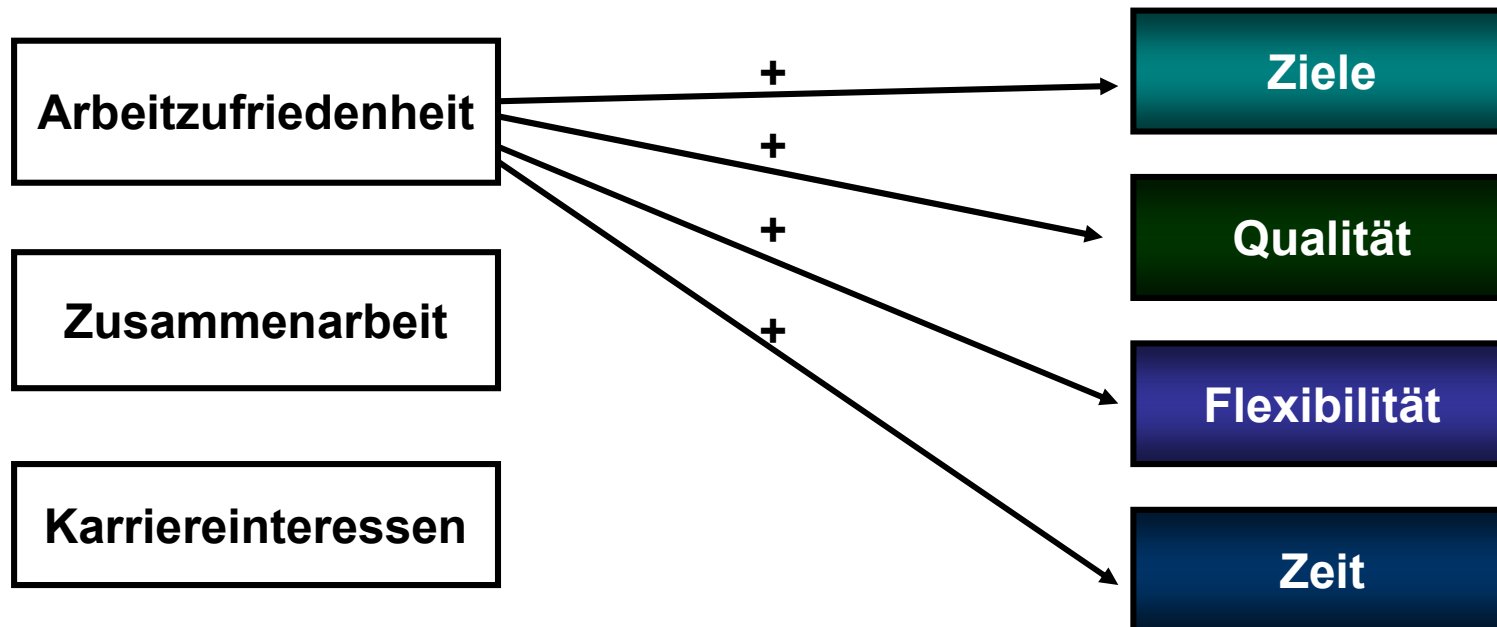 Arbeitzufriedenheit
Zusammenarbeit
Karriereinteressen
+
+
+
+
Ziele
Qualität
Flexibilität
Zeit